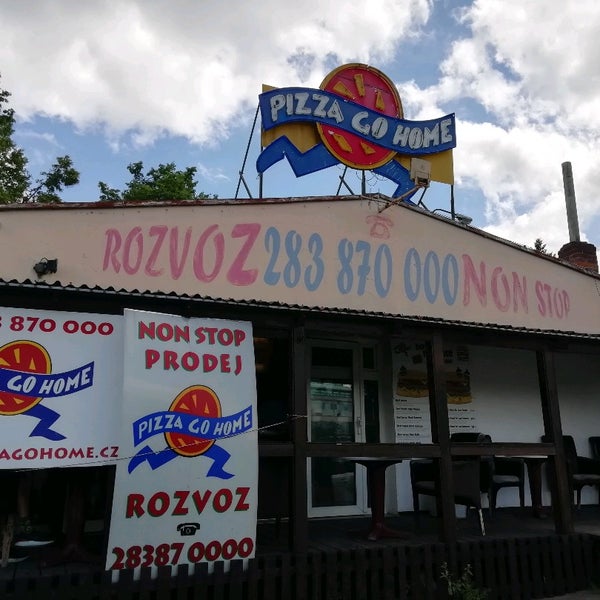 PIZZA GO HOME
ROZVOZ 283 870 000 NON STOP
3 870 000
GO HOME
AGOHOME.CZ
NON STOP
PRODEJ
PIZZA GO HOME
ROZVOZ
28387 0000